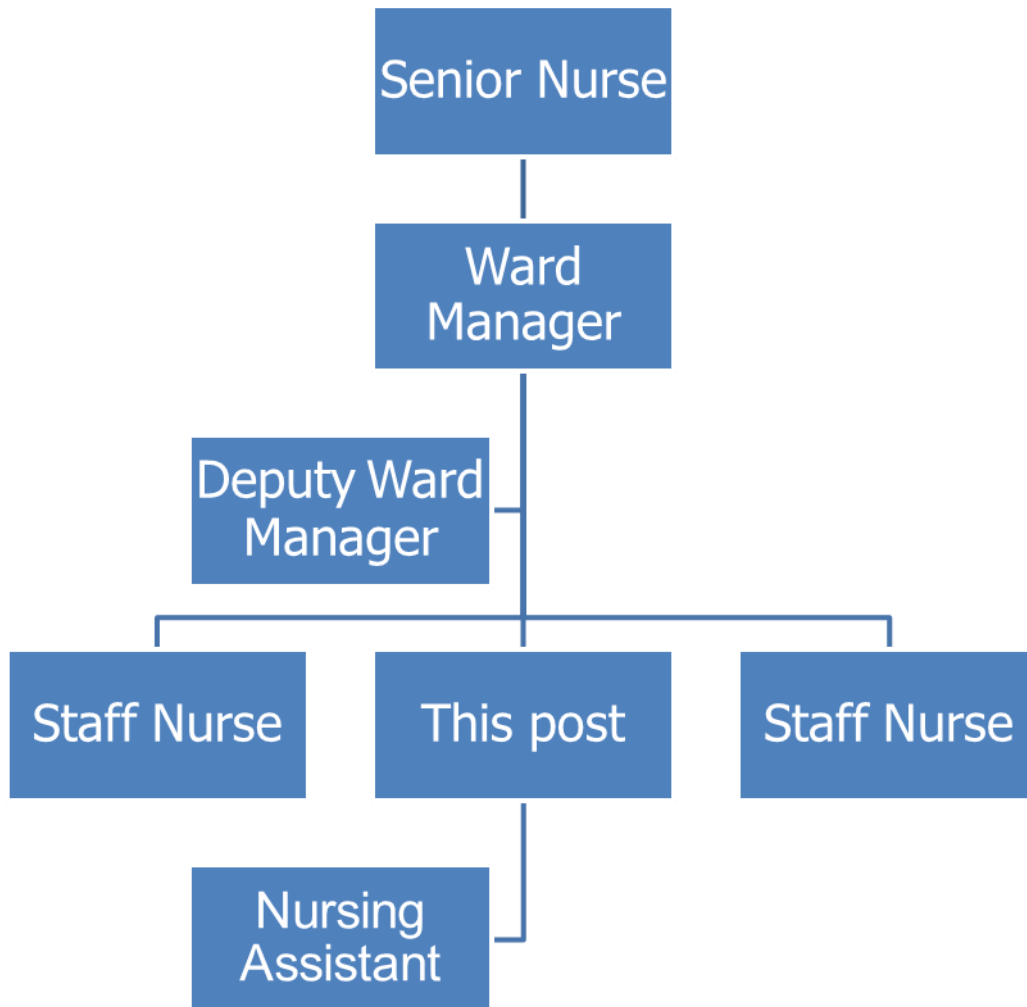 Senior Nurse
Ward
Manager
Deputy Ward
Manager
Staff Nurse
This post
Staff Nurse
Nursing
Assistant